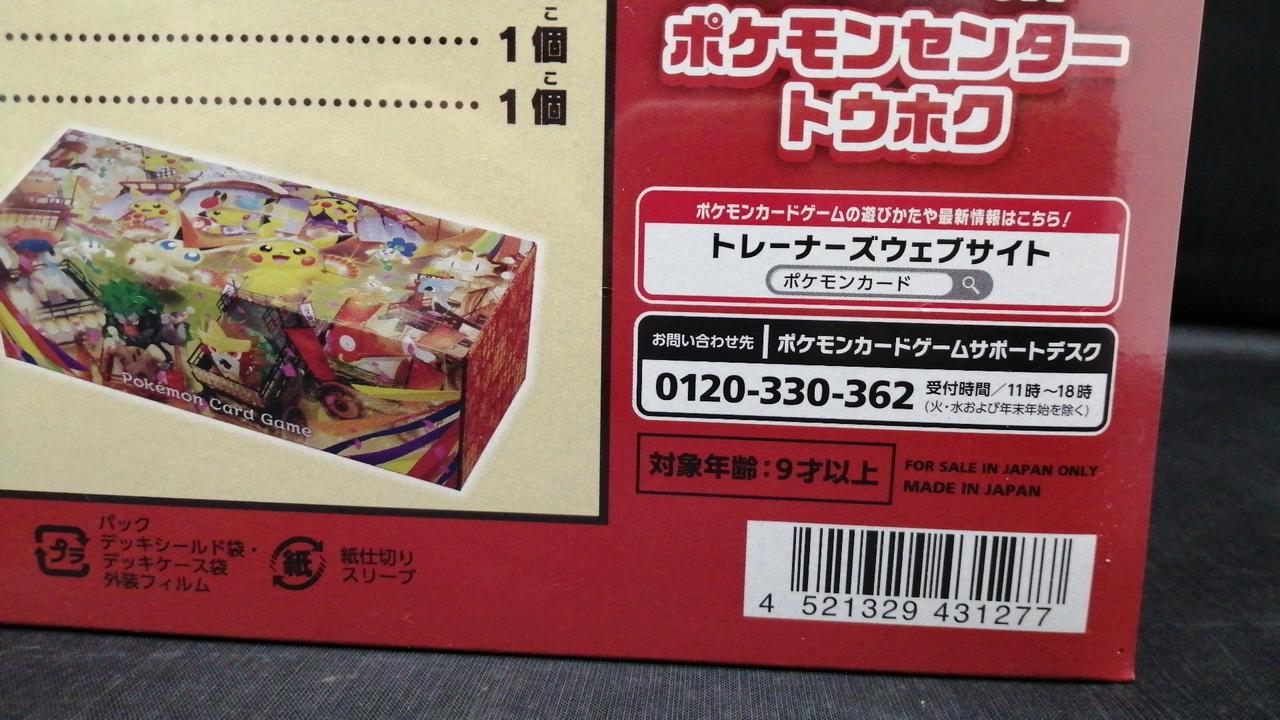 こ
1個
こ
1個
Pokémon Card Game
ポケモンセンター
トウホク
ポケモンカードゲームの遊びかたや最新情報はこちら!
トレーナーズウェブサイト
ポケモンカード
お問い合わせ先 ポケモンカードゲームサポートデスク
0120-330-362 受付時間/11時~18時
(火・水および年末年始を除く)
対象年齢:9才以上
FOR SALE IN JAPAN ONLY
MADE IN JAPAN
プラ
パック
デッキシールド袋・
デッキケース袋
外装フィルム
紙
紙仕切り
スリーブ
4 521329 431277